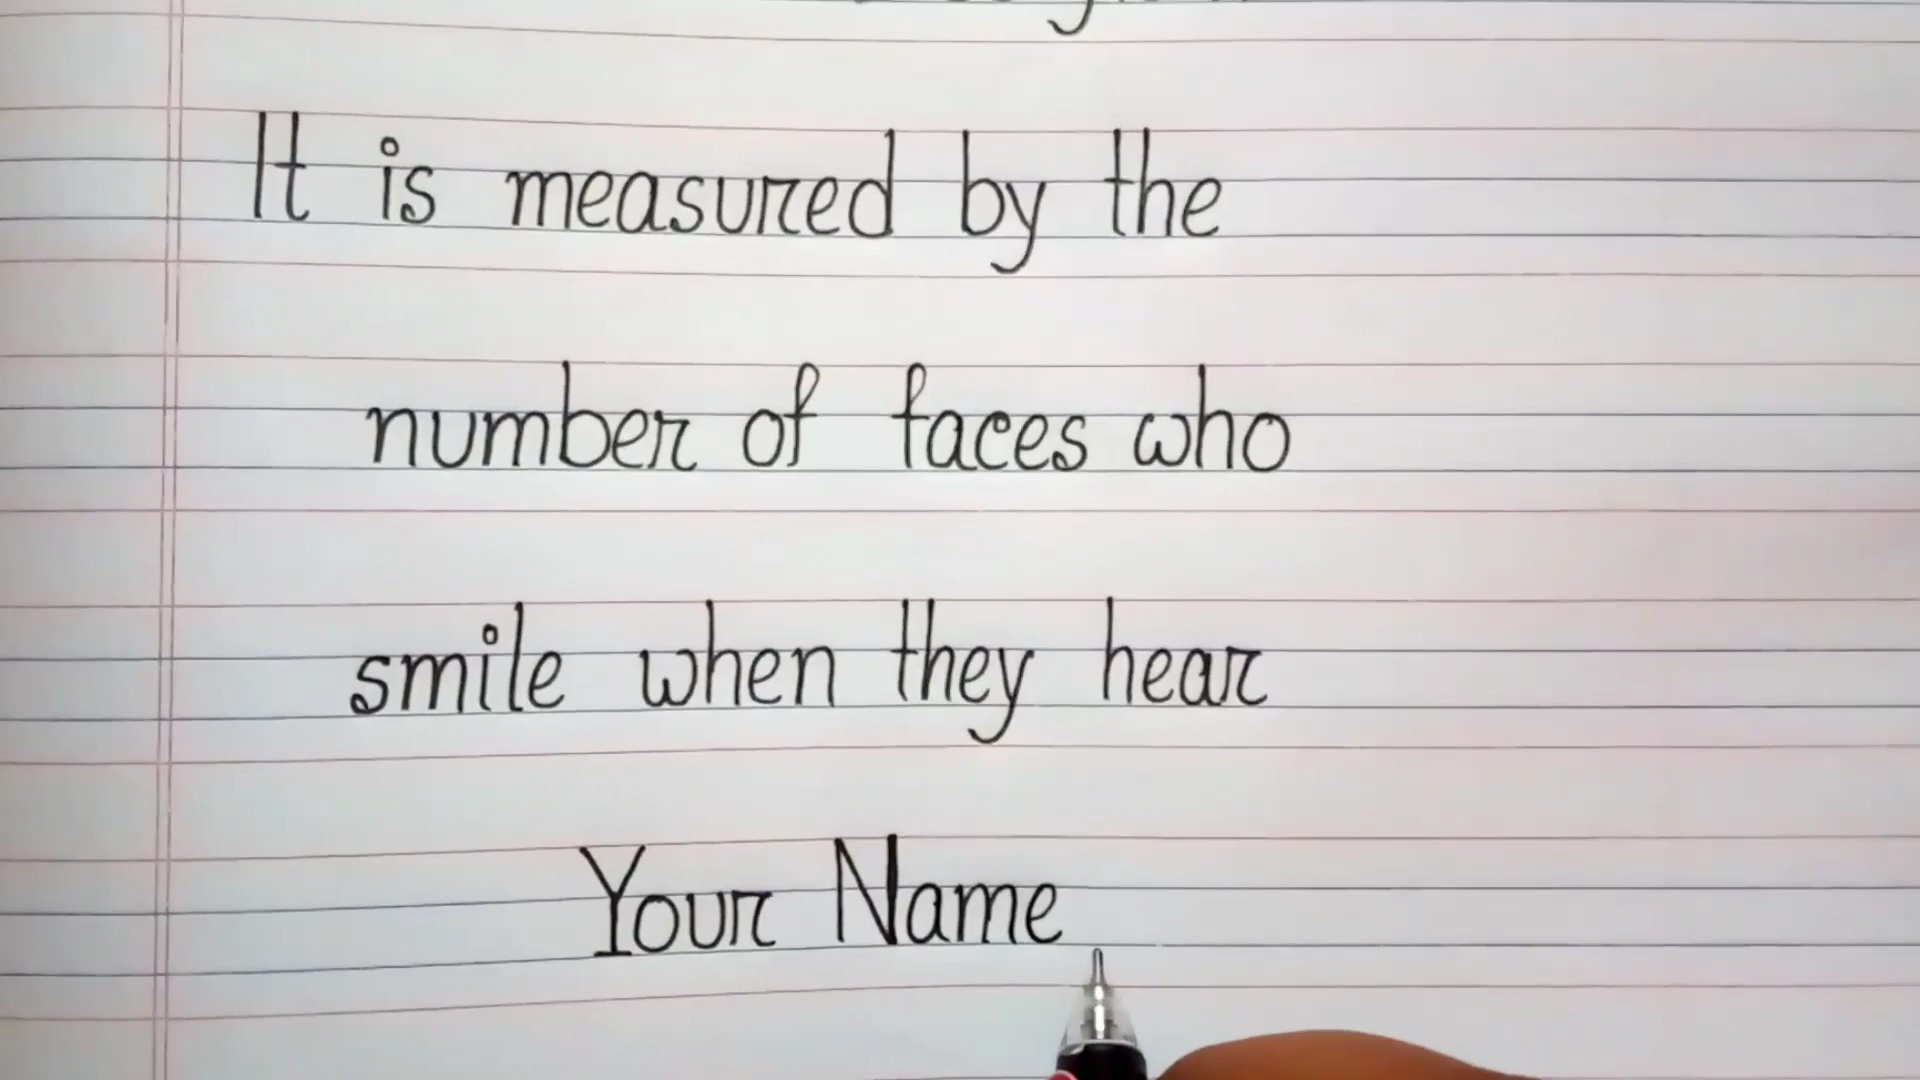 It is measured by the
number of faces who
smile when they hear
Your Name